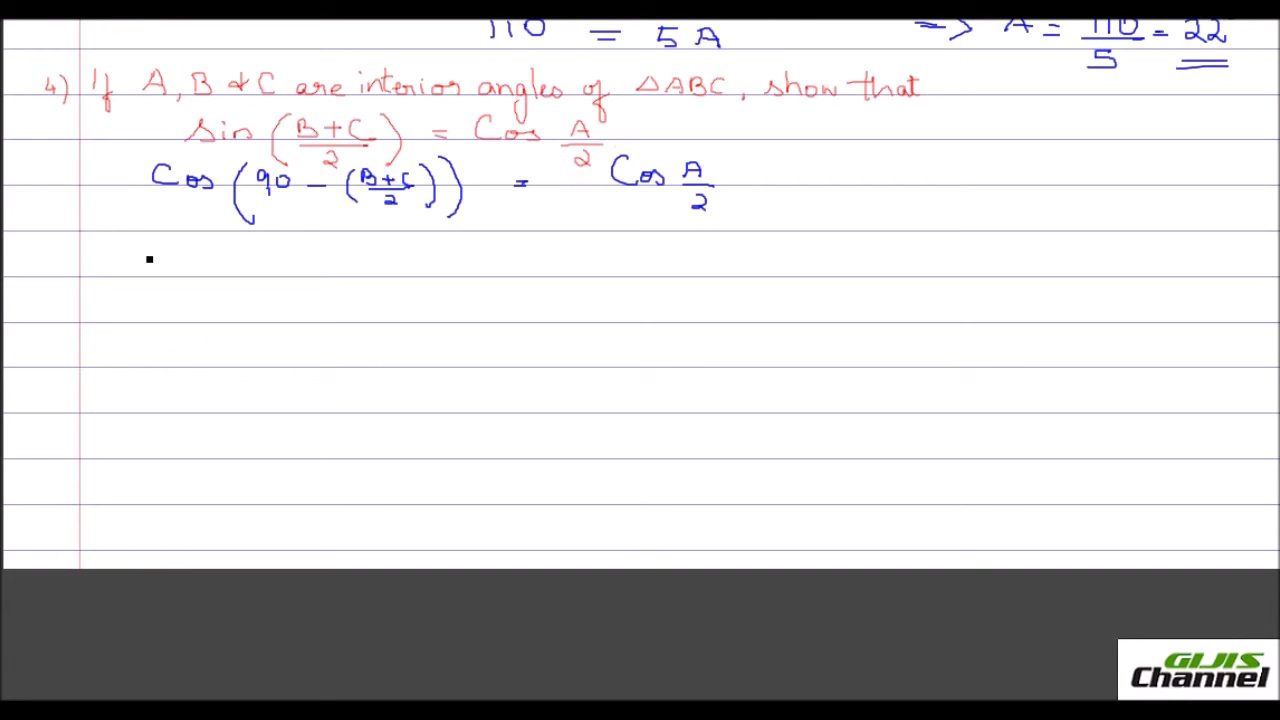 110 = 5A => A = 110/5 = 22
4) If A, B & C are interior angles of △ABC, show that
sin (B+C/2) = Cos A/2
Cos (90 - (B+C/2)) = Cos A/2
GIJIS
Channel